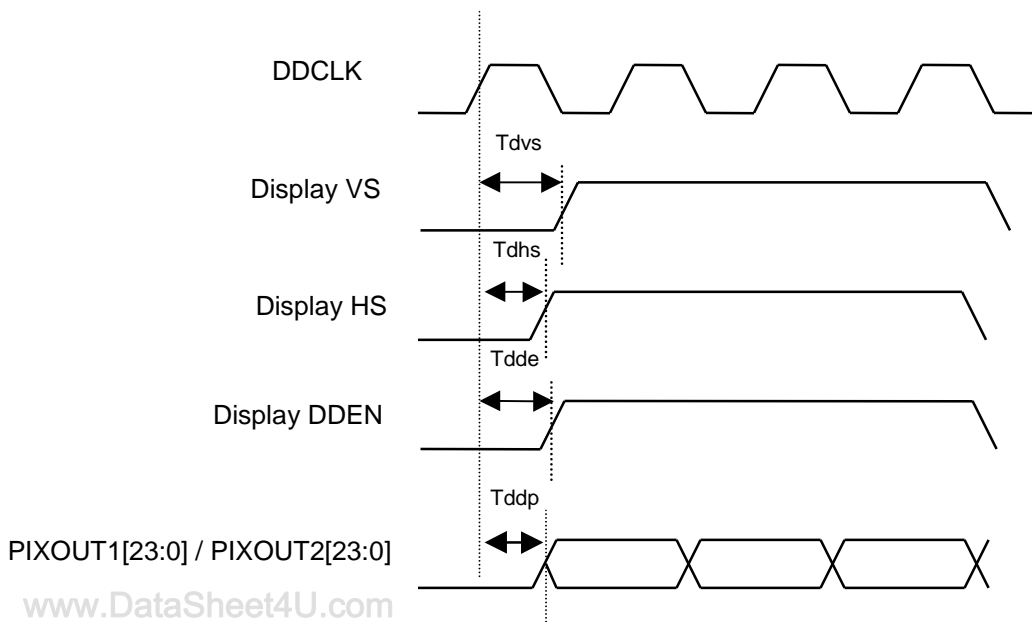 DDCLK
Tdvs
Display VS
Tdhs
Display HS
Tdde
Display DDEN
Tddp
PIXOUT1[23:0] / PIXOUT2[23:0]
www.DataSheet4U.com